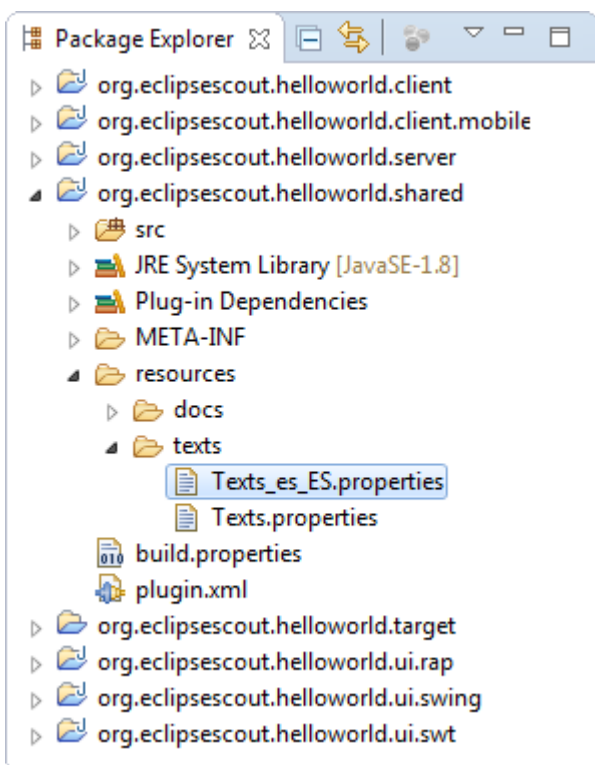 Package Explorer
org.eclipsescout.helloworld.client
org.eclipsescout.helloworld.client.mobile
org.eclipsescout.helloworld.server
org.eclipsescout.helloworld.shared
src
JRE System Library [JavaSE-1.8]
Plug-in Dependencies
META-INF
resources
docs
texts
Texts_es_ES.properties
Texts.properties
010 build.properties
plugin.xml
org.eclipsescout.helloworld.target
org.eclipsescout.helloworld.ui.rap
org.eclipsescout.helloworld.ui.swing
org.eclipsescout.helloworld.ui.swt